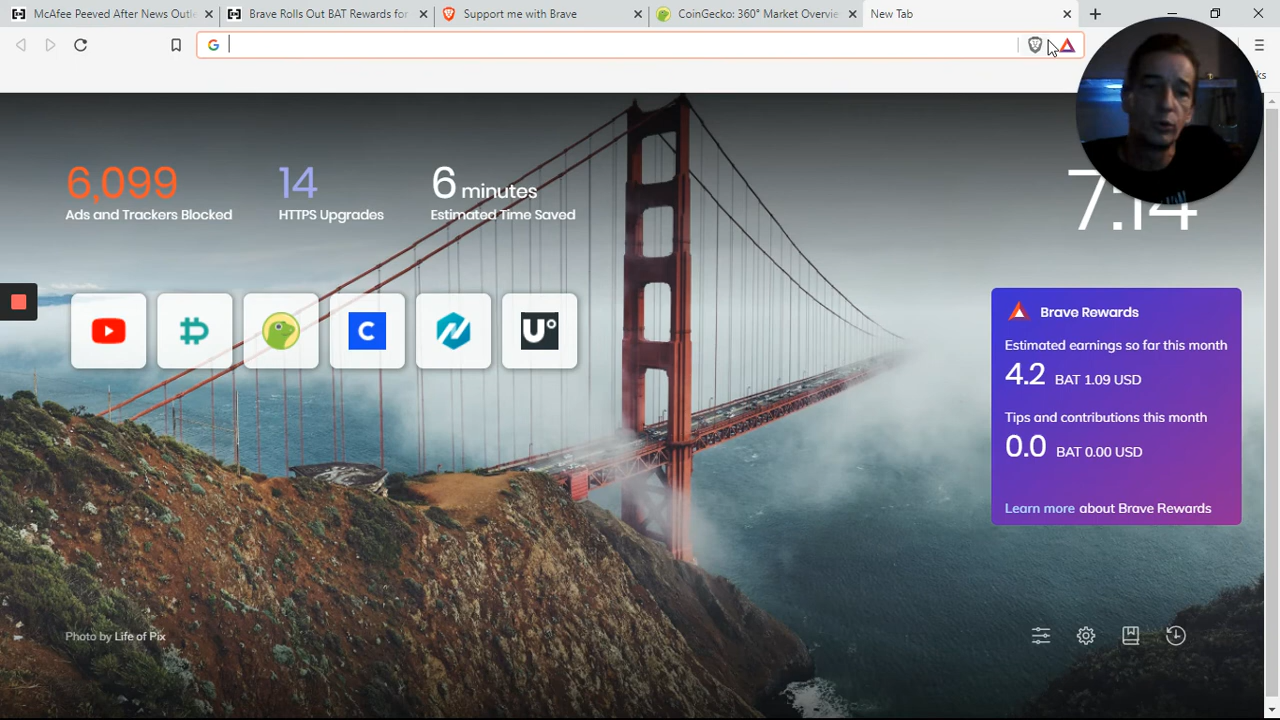 McAfee Peeved After News Outle
Brave Rolls Out BAT Rewards for
Support me with Brave
CoinGecko: 360° Market Overvie
New Tab
6,099
Ads and Trackers Blocked
14
HTTPS Upgrades
6 minutes
Estimated Time Saved
7:14
Brave Rewards
Estimated earnings so far this month
4.2 BAT 1.09 USD
Tips and contributions this month
0.0 BAT 0.00 USD
Learn more about Brave Rewards
Photo by Life of Pix